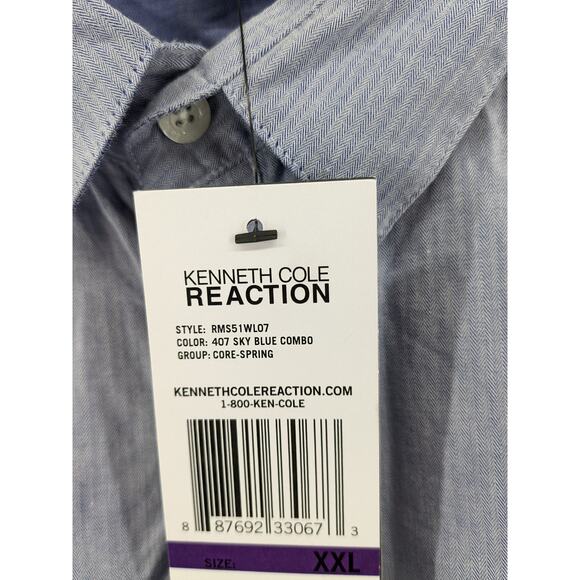 KENNETH COLE
REACTION
STYLE: RMS51WL07
COLOR: 407 SKY BLUE COMBO
GROUP: CORE-SPRING
KENNETHCOLEREACTION.COM
1-800-KEN-COLE
8 87692 33067 3
SIZE: XXL